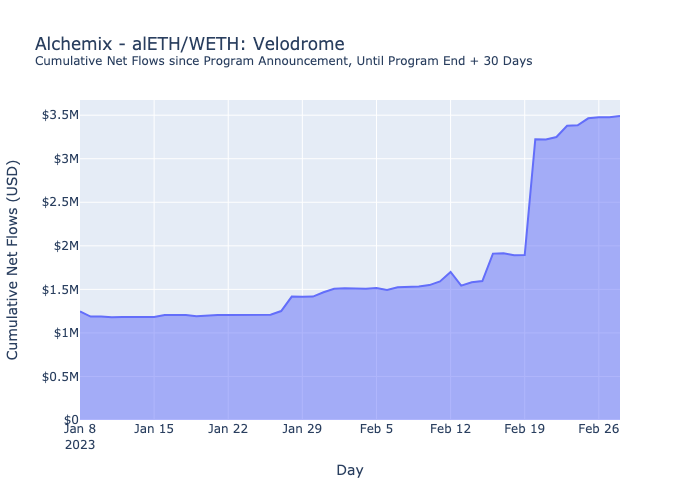 Alchemix - alETH/WETH: Velodrome
Cumulative Net Flows since Program Announcement, Until Program End + 30 Days
Cumulative Net Flows (USD)
$3.5M
$3M
$2.5M
$2M
$1.5M
$1M
$0.5M
$0
Jan 8 Jan 15 Jan 22 Jan 29 Feb 5 Feb 12 Feb 19 Feb 26
2023
Day